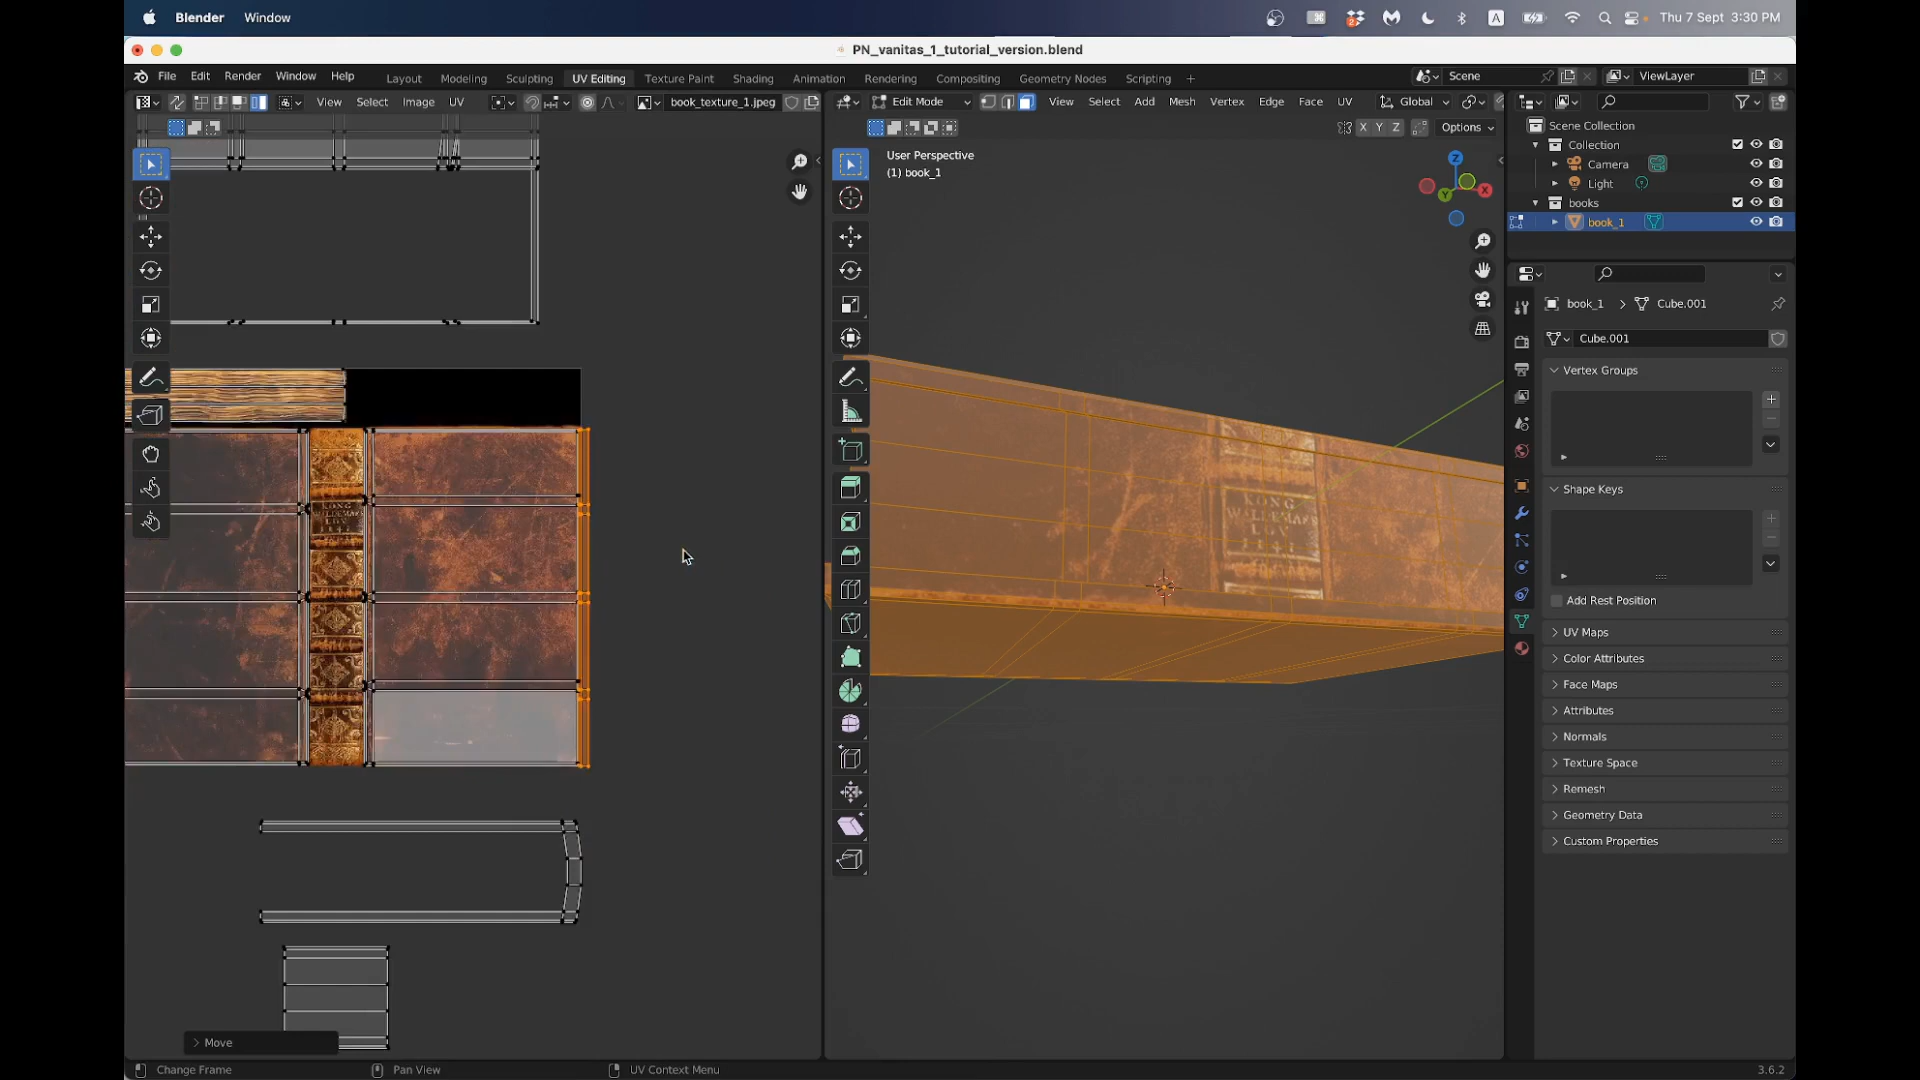 Blender Window
A
Thu 7 Sept 3:30 PM
PN_vanitas_1_tutorial_version.blend
File Edit Render Window Help
Layout Modeling Sculpting UV Editing Texture Paint Shading Animation Rendering Compositing Geometry Nodes Scripting +
Scene
ViewLayer
View Select Image UV
book_texture_1.jpeg
Edit Mode
View Select Add Mesh Vertex Edge Face UV
Global
X Y Z
Options
User Perspective
(1) book_1
Z
Y
X
Scene Collection
Collection
Camera
Light
books
book_1
book_1 > Cube.001
Cube.001
Vertex Groups
Shape Keys
Add Rest Position
UV Maps
Color Attributes
Face Maps
Attributes
Normals
Texture Space
Remesh
Geometry Data
Custom Properties
Move
Change Frame
Pan View
UV Context Menu
3.6.2